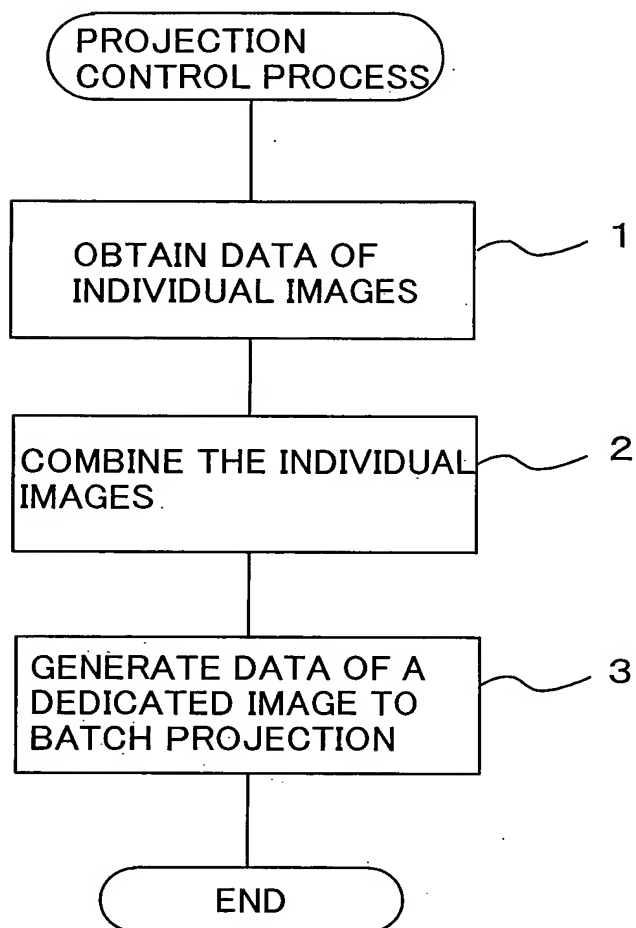 PROJECTION
CONTROL PROCESS
OBTAIN DATA OF
INDIVIDUAL IMAGES
1
COMBINE THE INDIVIDUAL
IMAGES
2
GENERATE DATA OF A
DEDICATED IMAGE TO
BATCH PROJECTION
3
END